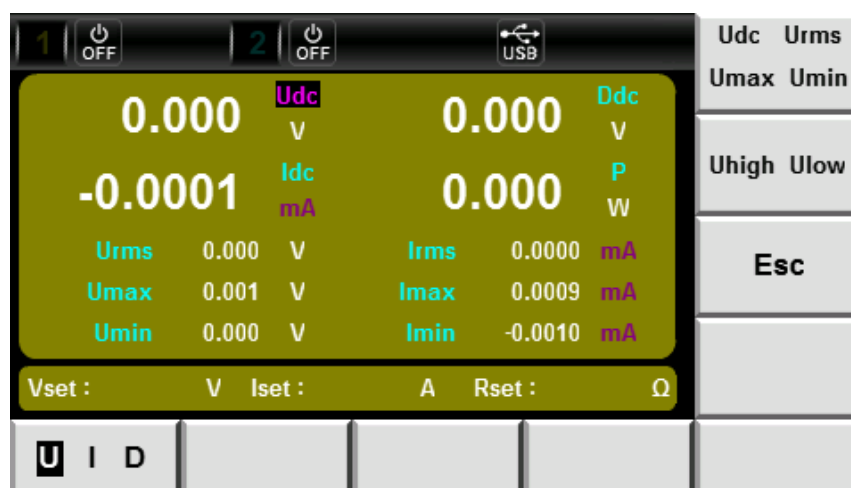 1 OFF 2 OFF USB
Udc Urms
Umax Umin
0.000 Udc V 0.000 Ddc V
Uhigh Ulow
-0.0001 Idc mA 0.000 P W
Esc
Urms 0.000 V Irms 0.0000 mA
Umax 0.001 V Imax 0.0009 mA
Umin 0.000 V Imin -0.0010 mA
Vset : V Iset : A Rset : Ω
U I D